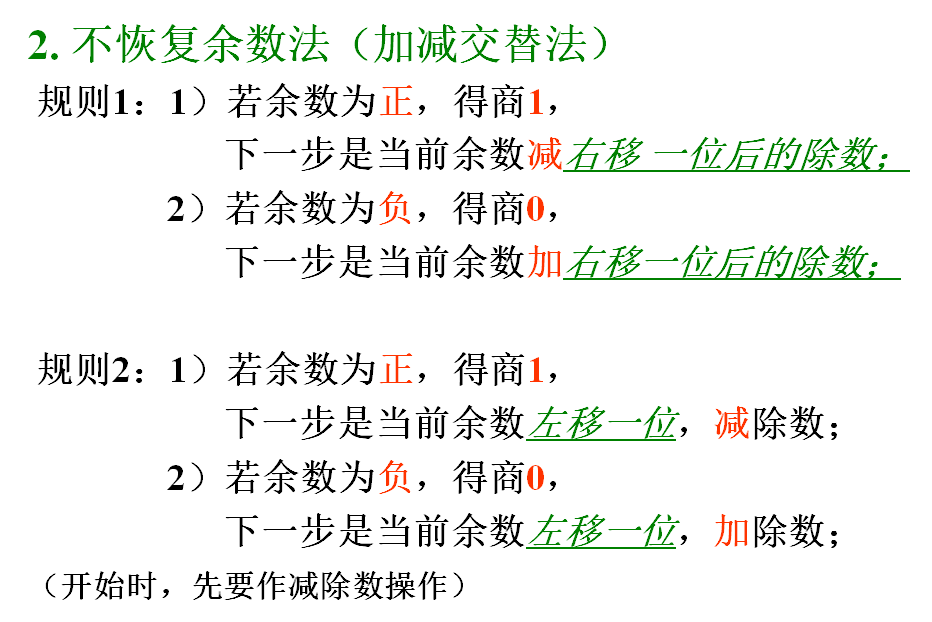 2. 不恢复余数法（加减交替法）
规则1：1）若余数为正，得商1，
下一步是当前余数减右移 一位后的除数；
2）若余数为负，得商0，
下一步是当前余数加右移一位后的除数；
规则2：1）若余数为正，得商1，
下一步是当前余数左移一位，减除数；
2）若余数为负，得商0，
下一步是当前余数左移一位，加除数；
（开始时，先要作减除数操作）